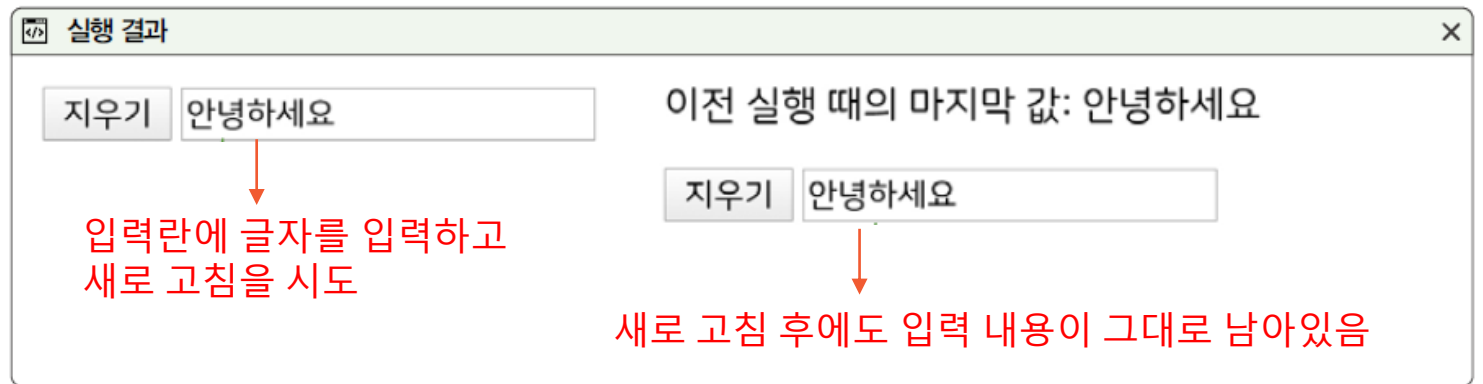 실행 결과
지우기 안녕하세요
입력란에 글자를 입력하고
새로 고침을 시도
이전 실행 때의 마지막 값: 안녕하세요
지우기 안녕하세요
새로 고침 후에도 입력 내용이 그대로 남아있음